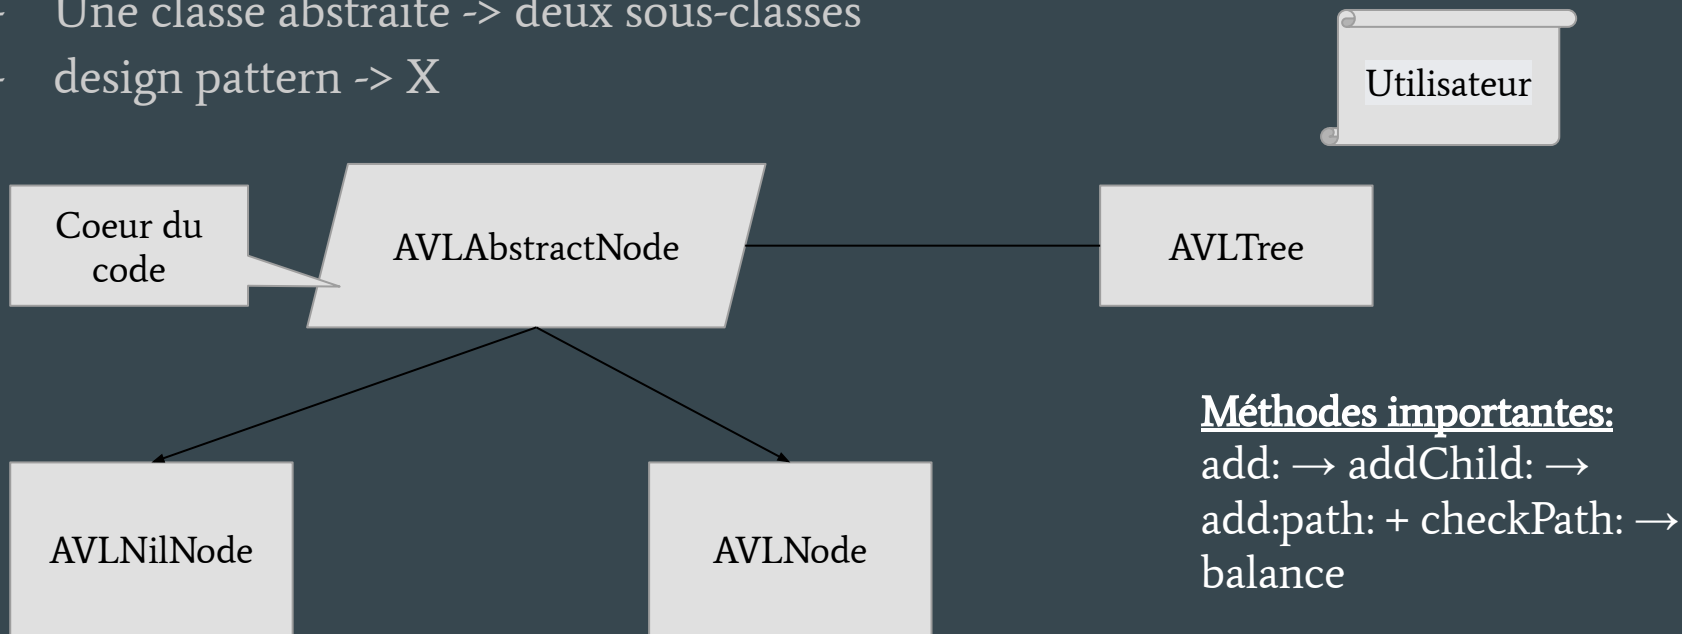 - Une classe abstraite -> deux sous-classes
- design pattern -> X
Utilisateur
Coeur du
code
AVLAbstractNode
AVLTree
AVLNilNode
AVLNode
Méthodes importantes:
add: → addChild: →
add:path: + checkPath: →
balance